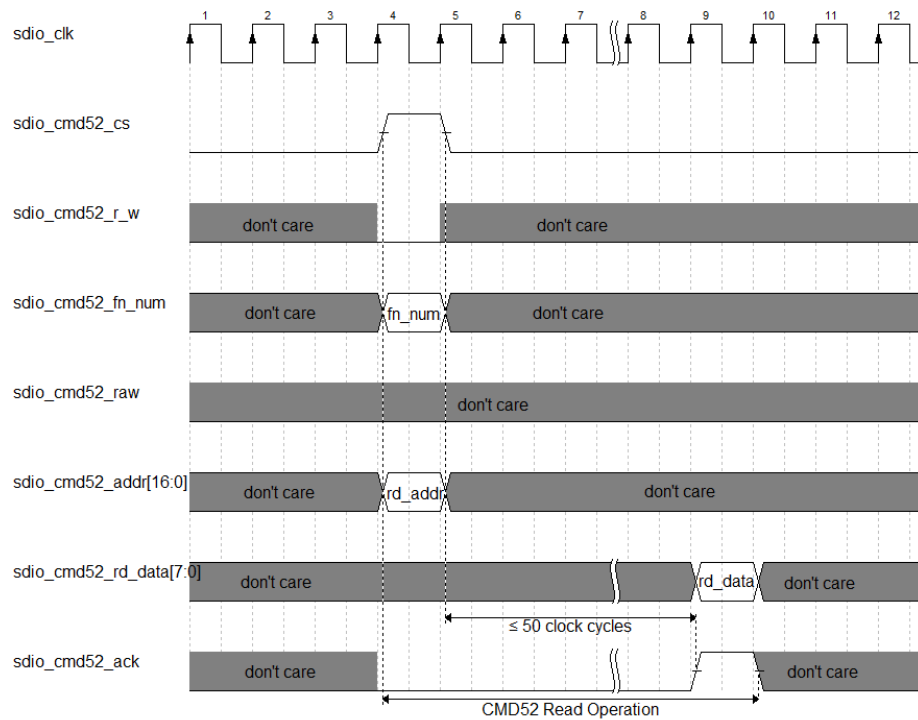 1 2 3 4 5 6 7 8 9 10 11 12
sdio_clk
sdio_cmd52_cs
sdio_cmd52_r_w
don't care don't care
sdio_cmd52_fn_num
don't care fn_num don't care
sdio_cmd52_raw
don't care
sdio_cmd52_addr[16:0]
don't care rd_addr don't care
sdio_cmd52_rd_data[7:0]
don't care rd_data don't care
≤ 50 clock cycles
sdio_cmd52_ack
don't care don't care
CMD52 Read Operation